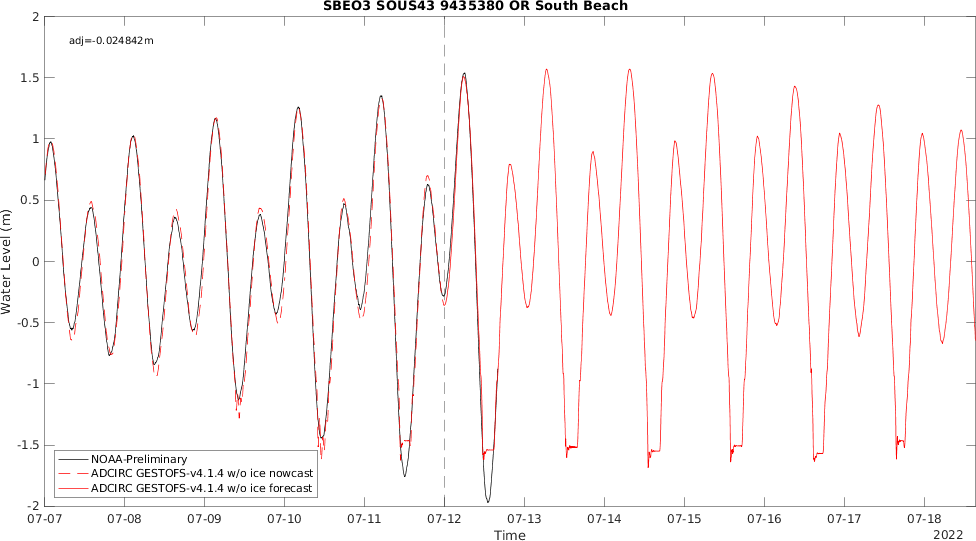 SBEO3 SOUS43 9435380 OR South Beach
adj=-0.024842m
Water Level (m)
2
1.5
1
0.5
0
-0.5
-1
-1.5
-2
NOAA-Preliminary
ADCIRC GESTOFS-v4.1.4 w/o ice nowcast
ADCIRC GESTOFS-v4.1.4 w/o ice forecast
07-07 07-08 07-09 07-10 07-11 07-12 07-13 07-14 07-15 07-16 07-17 07-18
Time
2022